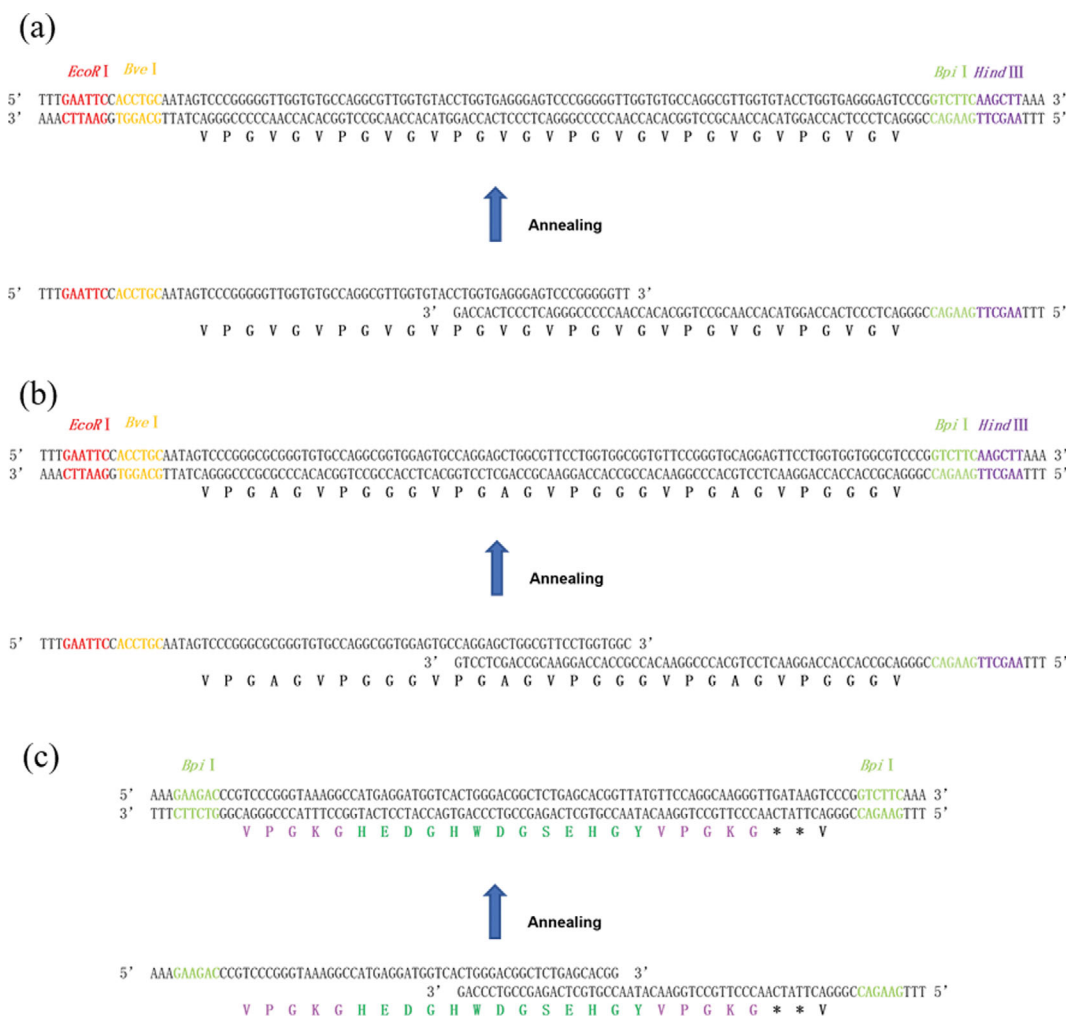 (a)
EcoR I Bve I Bpi I Hind III
5' TTTGAATTCCACCTGCAATAGTCCCGGGGGTTGGTGTGCCAGGCGTTGGTGTACCTGGTGAGGGAGTCCCGGGGGTTGGTGTGCCAGGCGTTGGTGTACCTGGTGAGGGAGTCCCGGTCTTCAAGCTTAAA 3'
3' AAACTTAAGGTGGACGTTATCAGGGCCCCCAACCACACGGTCCGCAACCACATGGACCACTCCCTCAGGGCCCCCAACCACACGGTCCGCAACCACATGGACCACTCCCTCAGGGCCAGAAGTTCGAATTT 5'
V P G V G V P G V G V P G V G V P G V G V P G V G V P G V G V
Annealing
5' TTTGAATTCCACCTGCAATAGTCCCGGGGGTTGGTGTGCCAGGCGTTGGTGTACCTGGTGAGGGAGTCCCGGGGGTT 3'
3' GACCACTCCCTCAGGGCCCCCAACCACACGGTCCGCAACCACATGGACCACTCCCTCAGGGCCAGAAGTTCGAATTT 5'
V P G V G V P G V G V P G V G V P G V G V P G V G V P G V G V
(b)
EcoR I Bve I Bpi I Hind III
5' TTTGAATTCCACCTGCAATAGTCCCGGGCGCGGGTGTGCCAGGCGGTGGAGTGCCAGGAGCTGGCGTTCCTGGTGGCGGTGTTCCGGGTGCAGGAGTTCCTGGTGGTGGCGTCCCGGTCTTCAAGCTTAAA 3'
3' AAACTTAAGGTGGACGTTATCAGGGCCCGCGCCCACACGGTCCGCCACCTCACGGTCCTCGACCGCAAGGACCACCGCCACAAGGCCCACGTCCTCAAGGACCACCACCGCAGGGCCAGAAGTTCGAATTT 5'
V P G A G V P G G G V P G A G V P G G G V P G A G V P G G G V
Annealing
5' TTTGAATTCCACCTGCAATAGTCCCGGGCGCGGGTGTGCCAGGCGGTGGAGTGCCAGGAGCTGGCGTTCCTGGTGGC 3'
3' GTCCTCGACCGCAAGGACCACCGCCACAAGGCCCACGTCCTCAAGGACCACCACCGCAGGGCCAGAAGTTCGAATTT 5'
V P G A G V P G G G V P G A G V P G G G V P G A G V P G G G V
(c)
Bpi I Bpi I
5' AAAGAAGACCCGTCCCGGGTAAAGGCCATGAGGATGGTCACTGGGACGGCTCTGAGCACGGTTATGTTCCAGGCAAGGGTTGATAAGTCCCGGTCTTCAAA 3'
3' TTTCTTCTGGGCAGGGCCCATTTCCGGTACTCCTACCAGTGACCCTGCCGAGACTCGTGCCAATACAAGGTCCGTTCCCAACTATTCAGGGCCAGAAGTTT 5'
V P G K G H E D G H W D G S E H G Y V P G K G * * V
Annealing
5' AAAGAAGACCCGTCCCGGGTAAAGGCCATGAGGATGGTCACTGGGACGGCTCTGAGCACGG 3'
3' GACCCTGCCGAGACTCGTGCCAATACAAGGTCCGTTCCCAACTATTCAGGGCCAGAAGTTT 5'
V P G K G H E D G H W D G S E H G Y V P G K G * * V